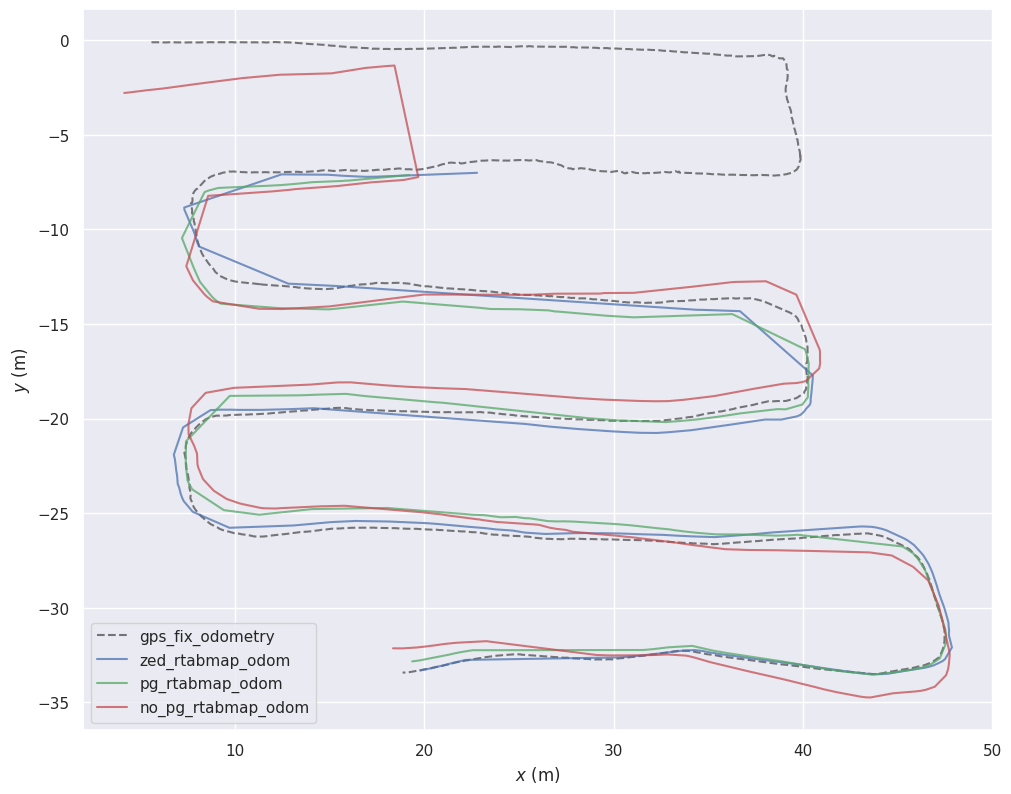 0
−5
−10
−15
−20
−25
−30
−35
y (m)
gps_fix_odometry
zed_rtabmap_odom
pg_rtabmap_odom
no_pg_rtabmap_odom
10 20 30 40 50
x (m)